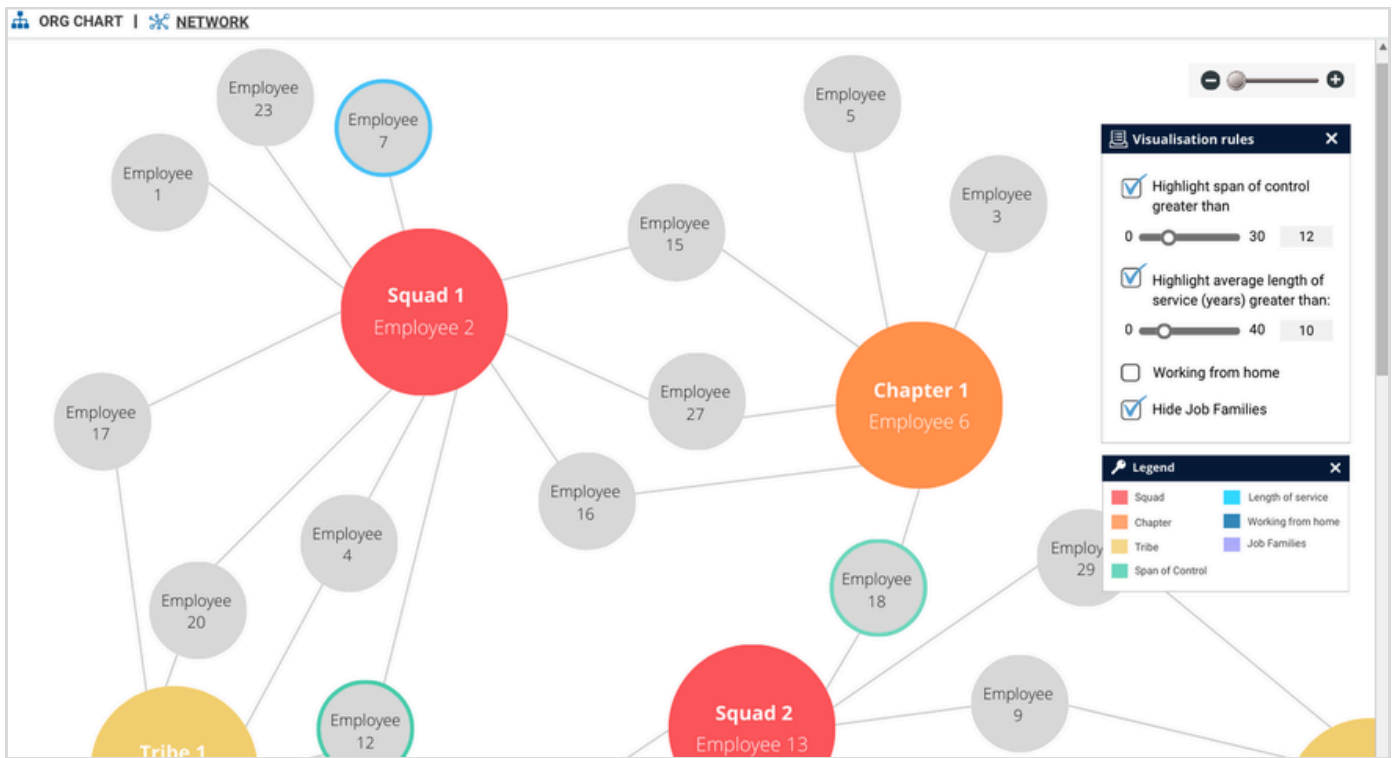 ORG CHART | NETWORK
Employee
23
Employee
7
Employee
5
Employee
1
Employee
3
Employee
15
Squad 1
Employee 2
Employee
27
Chapter 1
Employee 6
Employee
17
Employee
16
Employee
4
Employee
18
Employee
20
Employ
29
Employee
9
Squad 2
Employee 13
Employee
12
Tribe 1
Visualisation rules
Highlight span of control
greater than
0 30 12
Highlight average length of
service (years) greater than:
0 40 10
Working from home
Hide Job Families
Legend
Squad
Chapter
Tribe
Span of Control
Length of service
Working from home
Job Families